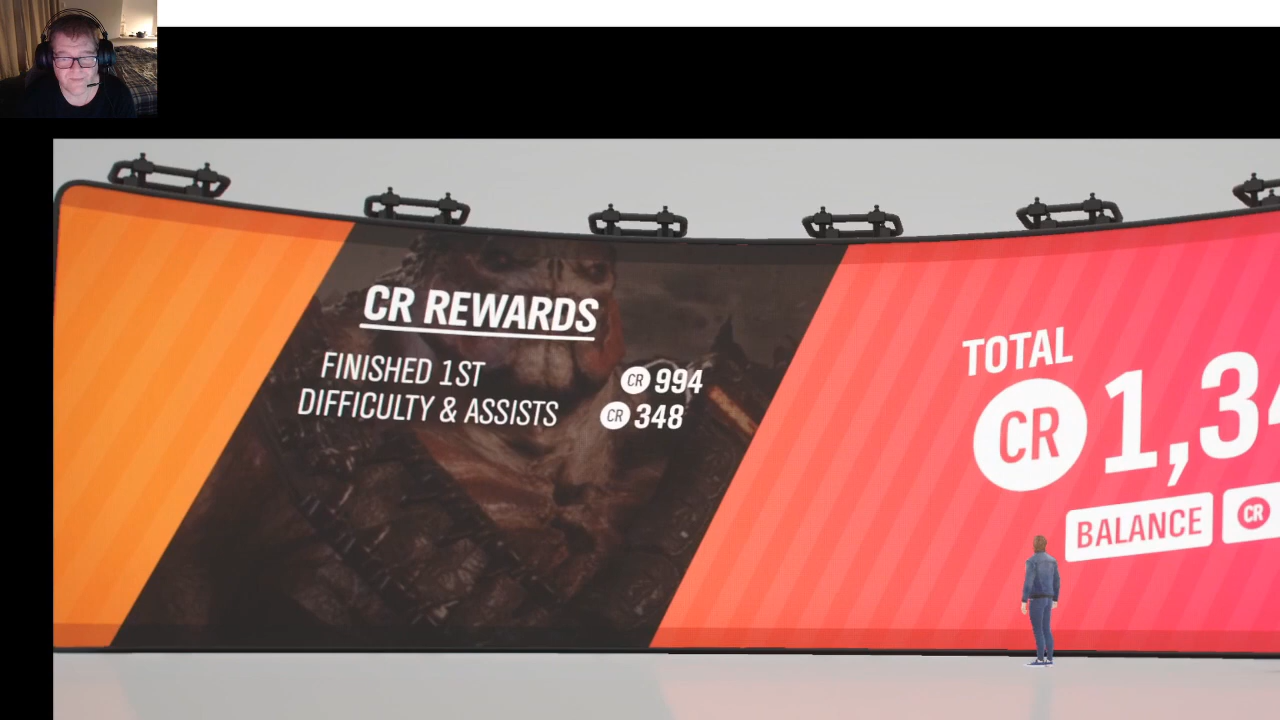 CR REWARDS
FINISHED 1ST CR 994
DIFFICULTY & ASSISTS CR 348
TOTAL
CR 1,34
BALANCE CR